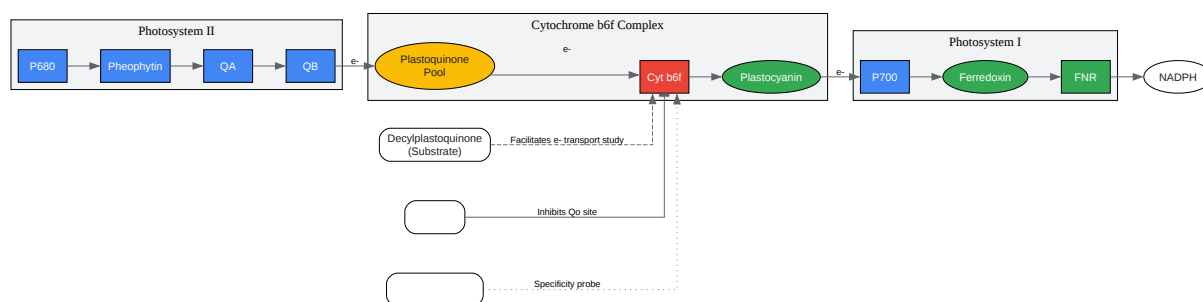 Photosystem II
P680
Pheophytin
QA
QB
e-
Cytochrome b6f Complex
Plastoquinone
Pool
e-
Cyt b6f
Plastocyanin
e-
Photosystem I
P700
Ferredoxin
FNR
NADPH
Decylplastoquinone
(Substrate)
Facilitates e- transport study
Inhibits Qo site
Specificity probe